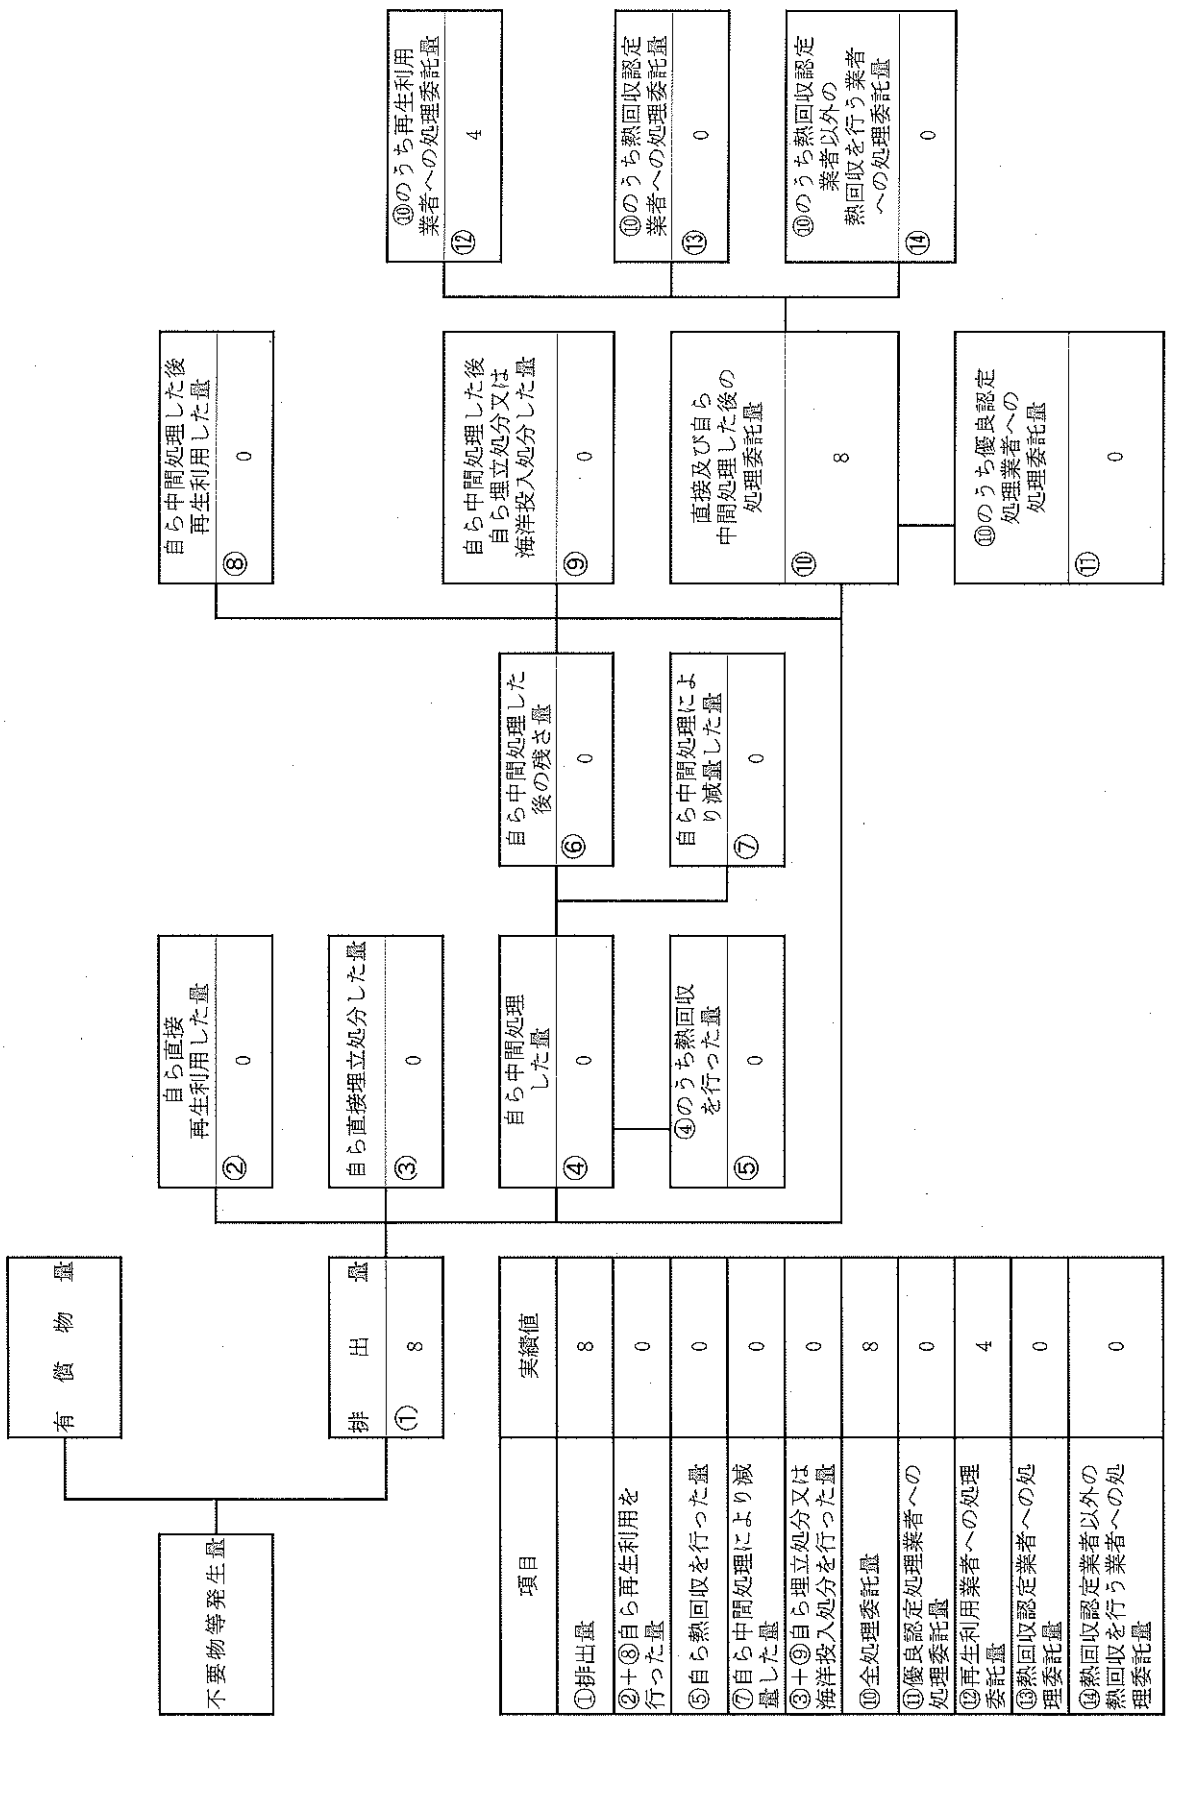 不要物等発生量
有償物量
排出量
① 8
自ら直接
再生利用した量
② 0
自ら直接埋立処分した量
③ 0
自ら中間処理
した量
④ 0
④のうち熱回収
を行った量
⑤ 0
自ら中間処理した
後の残さ量
⑥ 0
自ら中間処理によ
り減量した量
⑦ 0
自ら中間処理した後
再生利用した量
⑧ 0
自ら中間処理した後
自ら埋立処分又は
海洋投入処分した量
⑨ 0
直接及び自ら
中間処理した後の
処理委託量
⑩ 8
⑩のうち優良認定
処理業者への
処理委託量
⑪ 0
⑩のうち再生利用
業者への処理委託量
⑫ 4
⑩のうち熱回収認定
業者への処理委託量
⑬ 0
⑩のうち熱回収認定
業者以外の
熱回収を行う業者
への処理委託量
⑭ 0
項目 実績値
①排出量 8
②+⑧自ら再生利用を
行った量 0
⑤自ら熱回収を行った量 0
⑦自ら中間処理により減
量した量 0
③+⑨自ら埋立処分又は
海洋投入処分を行った量 0
⑩全処理委託量 8
⑪優良認定処理業者への
処理委託量 0
⑫再生利用業者への処理
委託量 4
⑬熱回収認定業者への処
理委託量 0
⑭熱回収認定業者以外の
熱回収を行う業者への処
理委託量 0